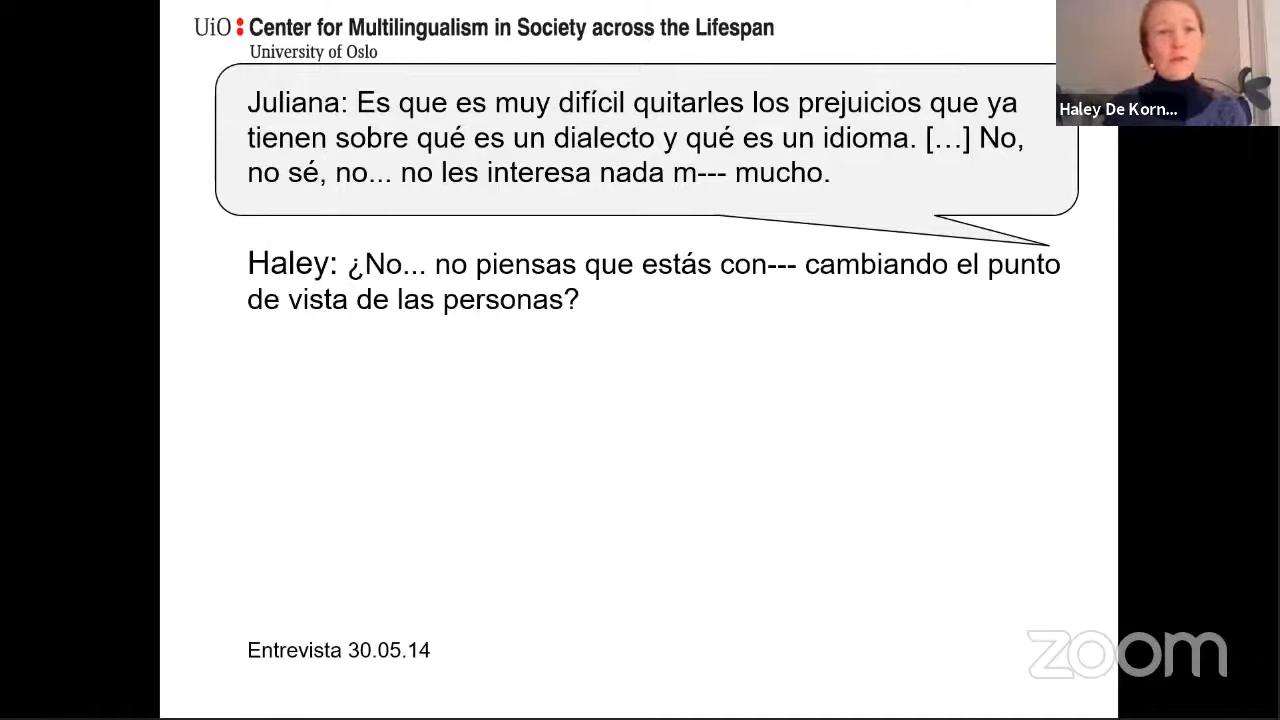 UiO Center for Multilingualism in Society across the Lifespan
University of Oslo
Juliana: Es que es muy difícil quitarles los prejuicios que ya
tienen sobre qué es un dialecto y qué es un idioma. […] No,
no sé, no... no les interesa nada m--- mucho.
Haley De Korn...
Haley: ¿No... no piensas que estás con--- cambiando el punto
de vista de las personas?
Entrevista 30.05.14
zoom